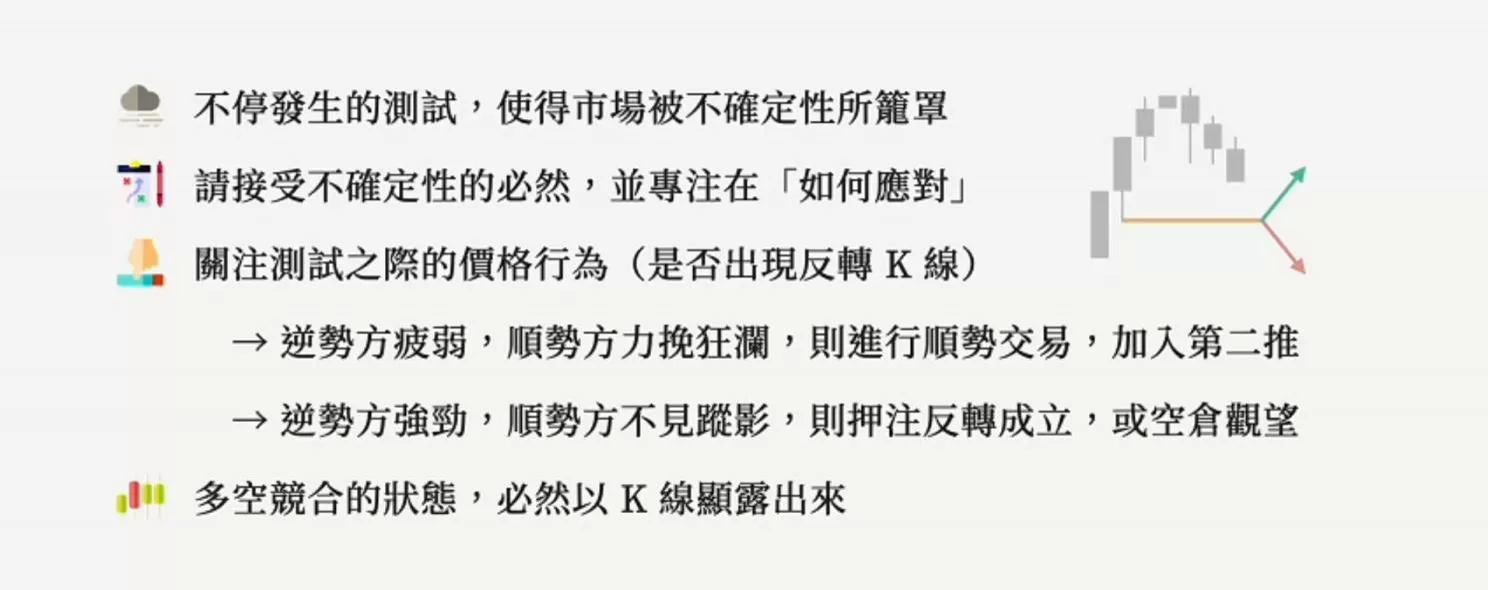 不停發生的測試，使得市場被不確定性所籠罩
請接受不確定性的必然，並專注在「如何應對」
關注測試之際的價格行為（是否出現反轉 K 線）
→ 逆勢方疲弱，順勢方力挽狂瀾，則進行順勢交易，加入第二推
→ 逆勢方強勁，順勢方不見蹤影，則押注反轉成立，或空倉觀望
多空競合的狀態，必然以 K 線顯露出來